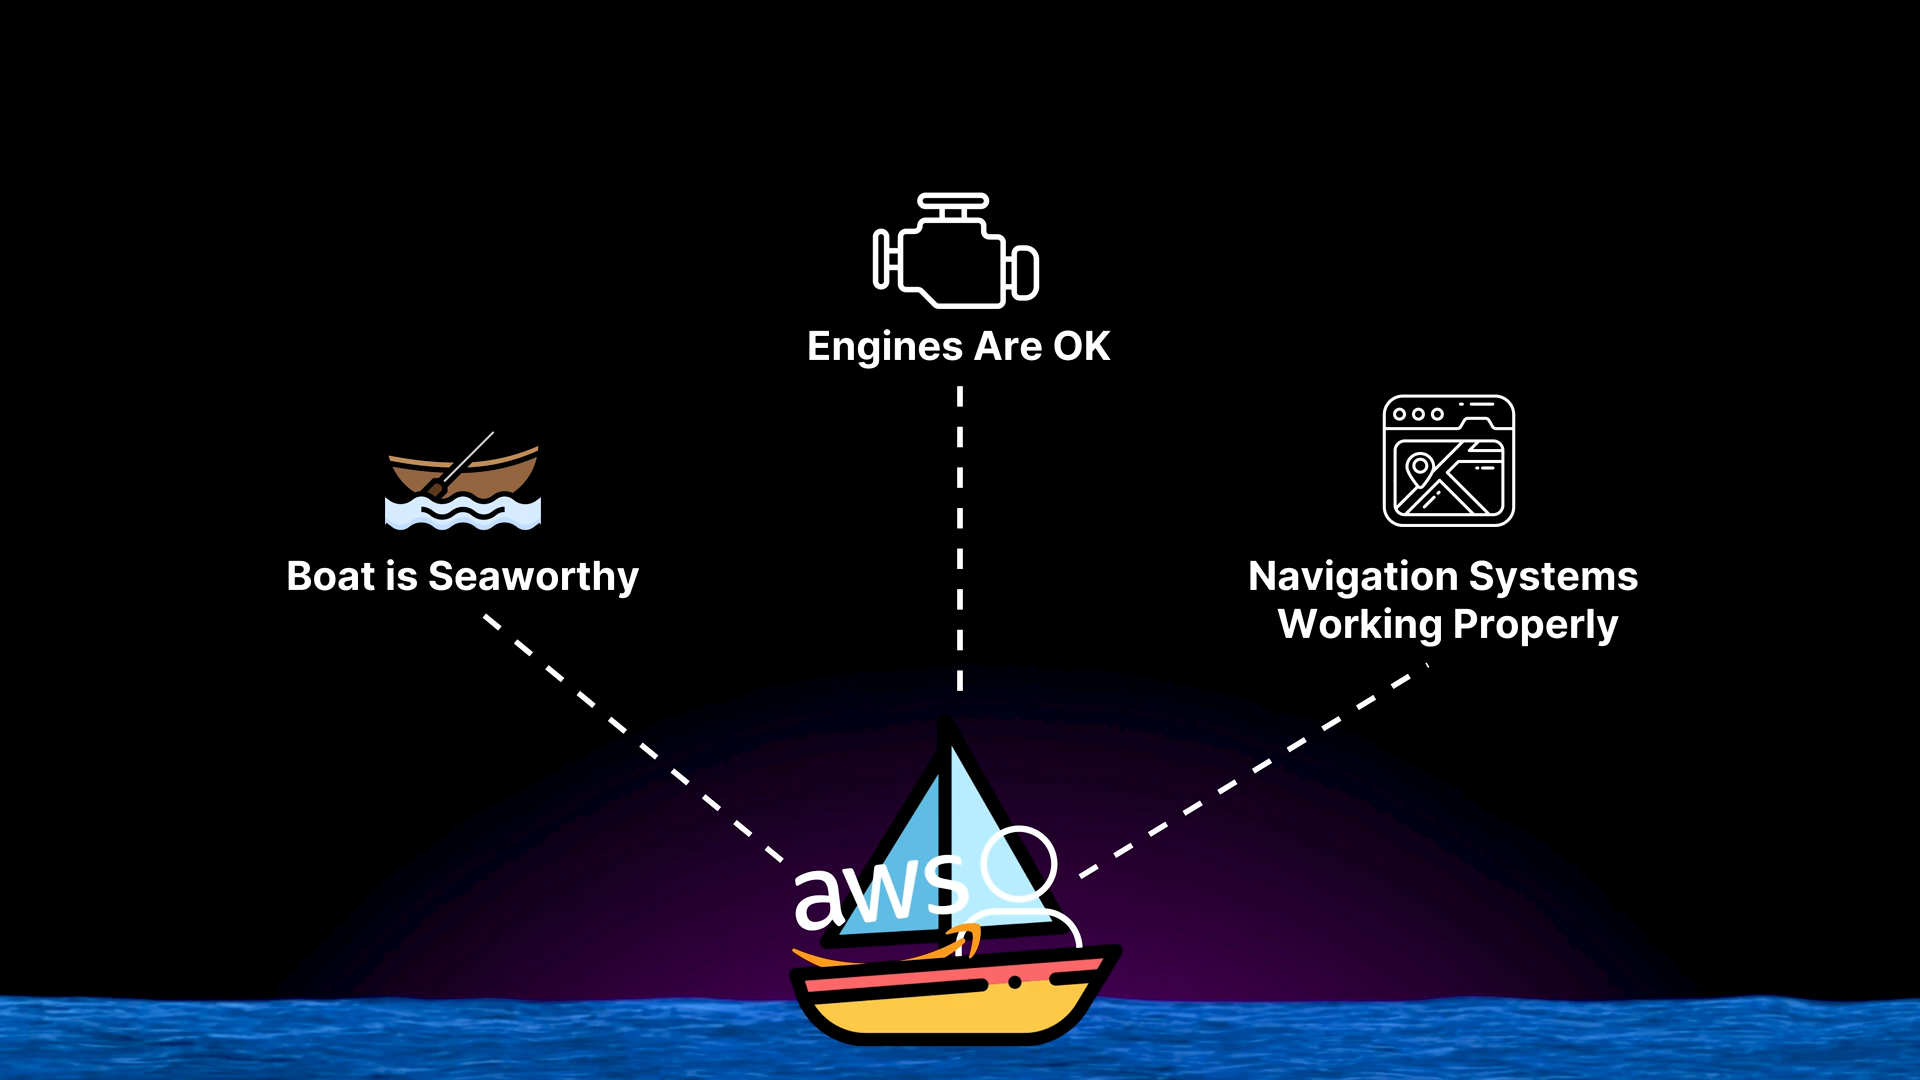 Engines Are OK
Boat is Seaworthy
Navigation Systems
Working Properly
aws